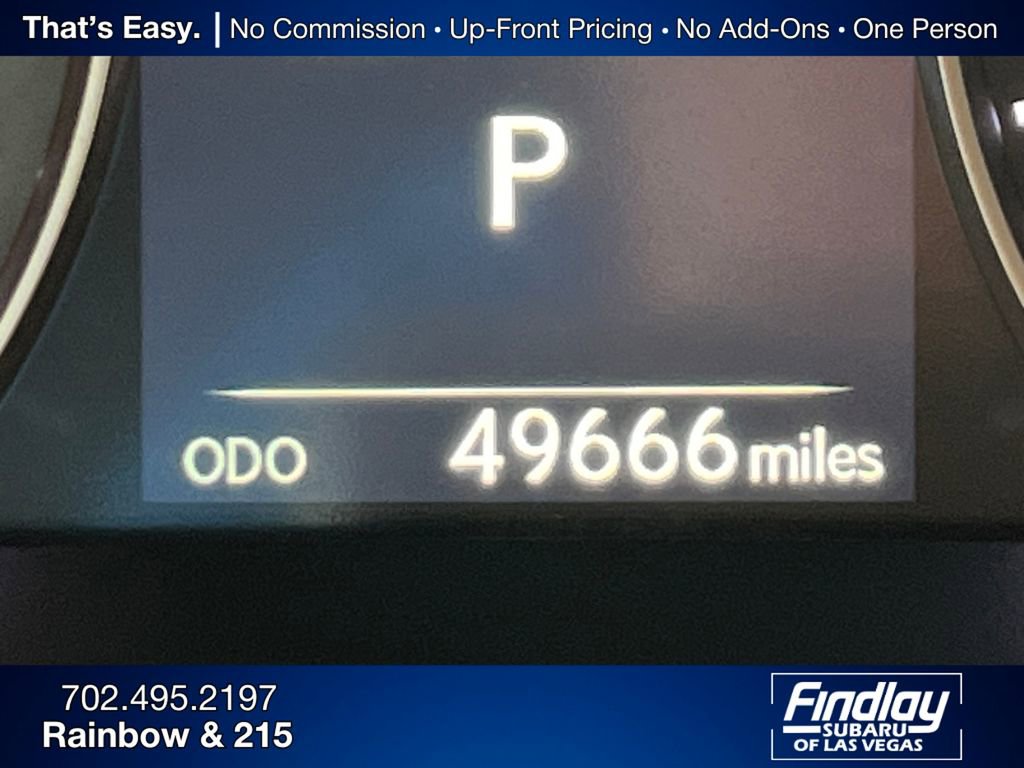 That's Easy. | No Commission • Up-Front Pricing • No Add-Ons • One Person
P
ODO 49666 miles
702.495.2197
Rainbow & 215
Findlay
SUBARU
OF LAS VEGAS